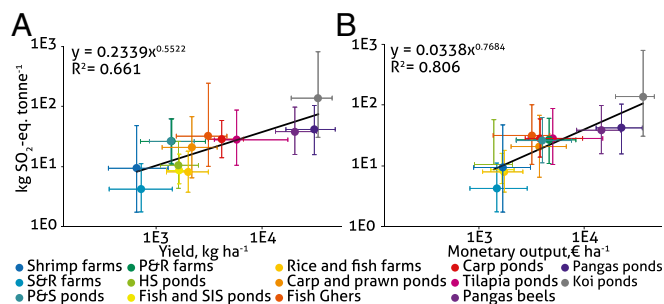 A
B
kg SO₂-eq. tonne⁻¹
1E3
1E2
1E1
1E0
y = 0.2339x^0.5522
R²= 0.661
1E3
1E4
Yield, kg ha⁻¹
1E3
1E2
1E1
1E0
y = 0.0338x^0.7684
R²= 0.806
1E3
1E4
Monetary output,€ ha⁻¹
Shrimp farms
S&R farms
P&S ponds
P&R farms
HS ponds
Fish and SIS ponds
Rice and fish farms
Carp and prawn ponds
Fish Ghers
Carp ponds
Tilapia ponds
Pangas beels
Pangas ponds
Koi ponds